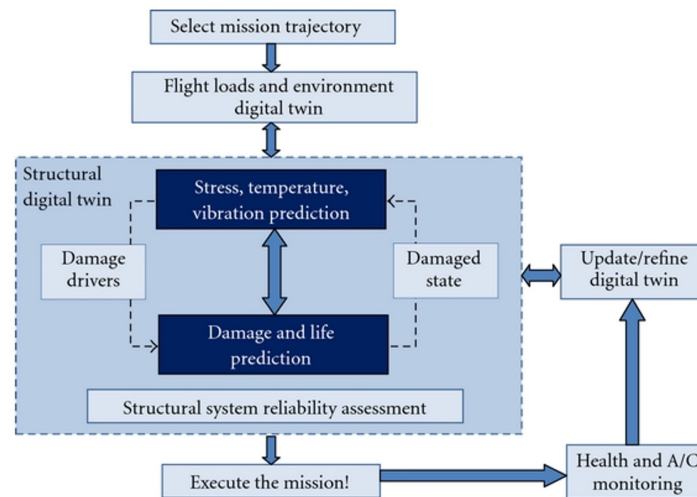 Select mission trajectory
Flight loads and environment
digital twin
Structural
digital twin
Stress, temperature,
vibration prediction
Damage
drivers
Damaged
state
Update/refine
digital twin
Damage and life
prediction
Structural system reliability assessment
Execute the mission!
Health and A/C
monitoring